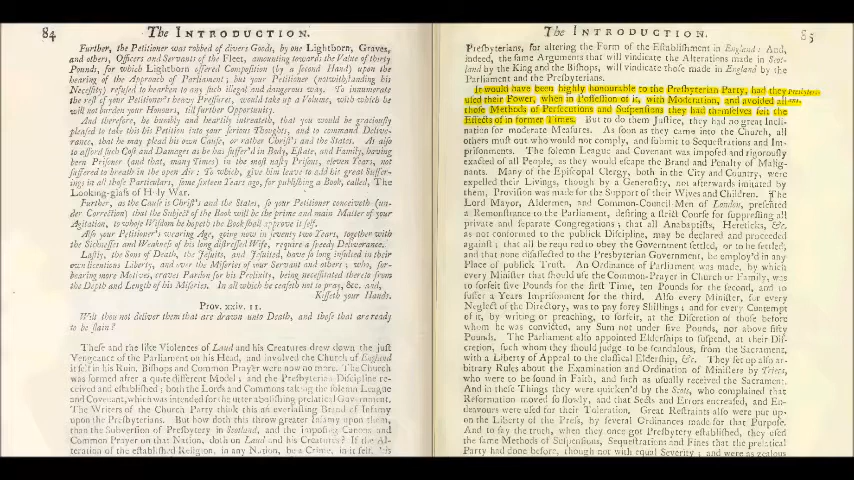 84 The INTRODUCTION.
Further, the Petitioner was robbed of divers Goods, by one Lightborn, Graves,
and others, Officers and Servants of the Fleet, amounting towards the Value of thirty
Pounds, for which Lightborn offered Composition (by a second Hand) upon the
hearing of the Approach of Parliament; but your Petitioner (notwithstanding his
Necessity) refused to hearken to any such illegal and dangerous way. To innumerate
the rest of your Petitioner's heavy Pressures, would take up a Volume, with which he
will not burden your Honours, till further Opportunity.
And therefore, he humbly and heartily intreateth, that you would be graciously
pleased to take this his Petition into your serious Thoughts, and to command Deliver-
rance, that he may plead his own Cause, or rather Christ's and the States. As also
to afford such Cost and Damages as he has suffer'd in Body, Estate, and Family; having
been Prisoner (and that, many Times) in the most nasty Prisons, eleven Years, not
suffered to breath in the open Air: To which, give him leave to add his great Suffer-
ings in all those Particulars, some sixteen Years ago, for publishing a Book, called, The
Looking-glass of Holy War.
Further, as the Cause is Christ's and the States, so your Petitioner conceiveth (un-
der Correction) that the Subject of the Book will be the prime and main Matter of your
Agitation, to whose Wisdom he hopeth the Book shall approve it self.
Also your Petitioner's wearing Age, going now in seventy two Years, together with
the Sicknesses and Weakness of his long distressed Wife, require a speedy Deliverance.
Lastly, the Sons of Death, the Jesuits, and Jesuited, have so long insulted in their
own licentious Liberty, and over the Miseries of your Servant and others; who, for-
bearing more Motives, craves Pardon for his Prolixity, being necessitated thereto from
the Depth and Length of his Miseries. In all which he ceaseth not to pray, &c. and,
Kisseth your Hands.
Prov. xxiv. 11.
Wilt thou not deliver them that are drawn unto Death, and those that are ready
to be slain?
These and the like Violences of Laud and his Creatures drew down the just
Vengeance of the Parliament on his Head, and involved the Church of England
it self in his Ruin, Bishops and Common Prayer were now no more. The Church
was formed after a quite different Model; and the Presbyterian Discipline re-
ceived and established; both the Lords and Commons taking the solemn League
and Covenant, which was intended for the utter abolishing prelatical Government.
The Writers of the Church Party think this an everlasting Brand of Infamy
upon the Presbyterians. But how doth this throw greater Infamy upon them,
than the Subversion of Presbytery in Scotland, and the imposing Canons and
Common Prayer on that Nation, doth on Laud and his Creatures? If the Al-
teration of the established Religion, in any Nation, be a Crime, in it self, 'tis
The INTRODUCTION. 85
Presbyterians, for altering the Form of the Establishment in England: And,
indeed, the same Arguments that will vindicate the Alterations made in Scot-
land by the King and the Bishops, will vindicate those made in England by the
Parliament and the Presbyterians.
It would have been highly honourable to the Presbyterian Party, had they
used their Power, when in Possession of it, with Moderation, and avoided all
those Methods of Persecutions and Suspensions they had themselves felt the
Effects of in former Times. But to do them Justice, they had no great Incli-
nation for moderate Measures. As soon as they came into the Church, all
others must out who would not comply, and submit to Sequestrations and Im-
prisonments. The Solemn League and Covenant was imposed and rigorously
exacted of all People, as they would escape the Brand and Penalty of Malig-
nants. Many of the Episcopal Clergy, both in the City and Country, were
expelled their Livings, though by a Generosity, not afterwards imitated by
them, Provision was made for the Support of their Wives and Children. The
Lord Mayor, Aldermen, and Common-Council Men of London, presented
a Remonstrance to the Parliament, desiring a strict Course for suppressing all
private and separate Congregations; that all Anabaptists, Hereticks, &c.
as not conformed to the publick Discipline, may be declared and proceeded
against; that all be required to obey the Government settled, or to be settled;
and that none disaffected to the Presbyterian Government, be employ'd in any
Place of publick Trust. An Ordinance of Parliament was made, by which
every Minister that should use the Common-Prayer in Church or Family, was
to forfeit five Pounds for the first Time, ten Pounds for the second, and to
suffer a Years Imprisonment for the third. Also every Minister, for every
Neglect of the Directory, was to pay forty Shillings; and for every Contempt
of it, by writing or preaching, to forfeit, at the Discretion of those before
whom he was convicted, any Sum not under five Pounds, nor above fifty
Pound. The Parliament also appointed Elderships to suspend, at their Dis-
cretion, such whom they should judge to be scandalous, from the Sacrament,
with a Liberty of Appeal to the classical Eldership, &c. They set up also ar-
bitrary Rules about the Examination and Ordination of Ministers by Triers,
who were to be found in Faith, and such as usually received the Sacrament.
And in these Things they were quicken'd by the Scots, who complained that
Reformation moved so slowly, and that Sects and Errors encreased, and En-
deavours were used for their Toleration. Great Restraints also were put up-
on the Liberty of the Press, by several Ordinances made for that Purpose.
And to say the truth, when they once got Presbytery established, they used
the same Methods of Suspensions, Sequestrations and Fines that the prelatical
Party had done before, though not with equal Severity; and were as zealous